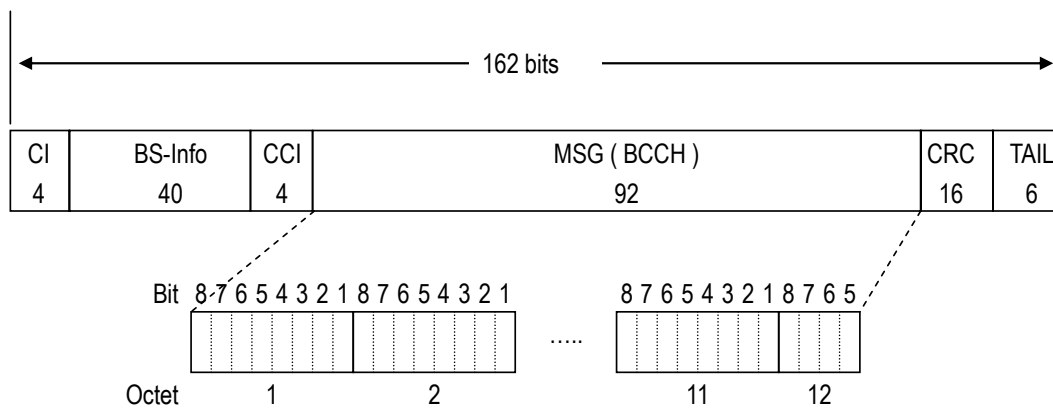 162 bits
CI BS-Info CCI MSG ( BCCH ) CRC TAIL
4 40 4 92 16 6
Bit 8 7 6 5 4 3 2 1 8 7 6 5 4 3 2 1 8 7 6 5 4 3 2 1 8 7 6 5
.....
Octet 1 2 11 12